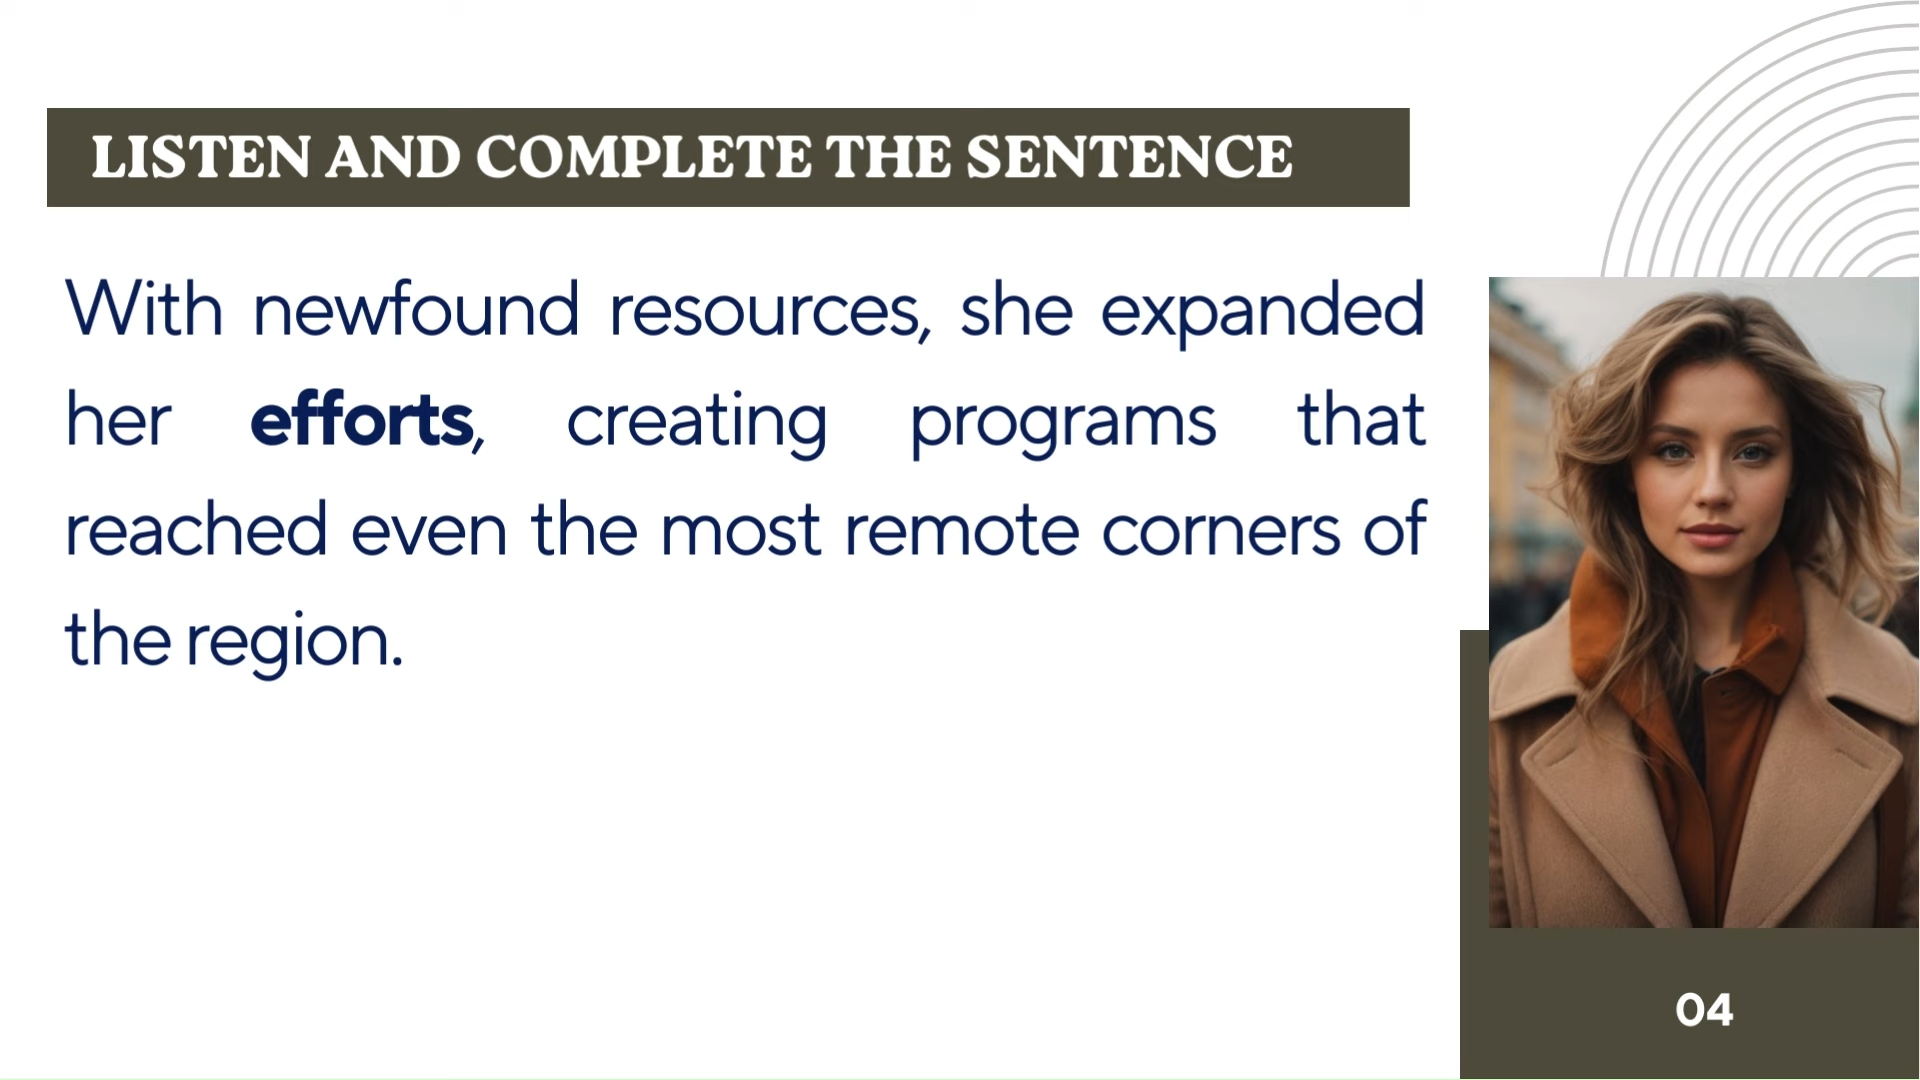 LISTEN AND COMPLETE THE SENTENCE
With newfound resources, she expanded
her efforts, creating programs that
reached even the most remote corners of
the region.
04